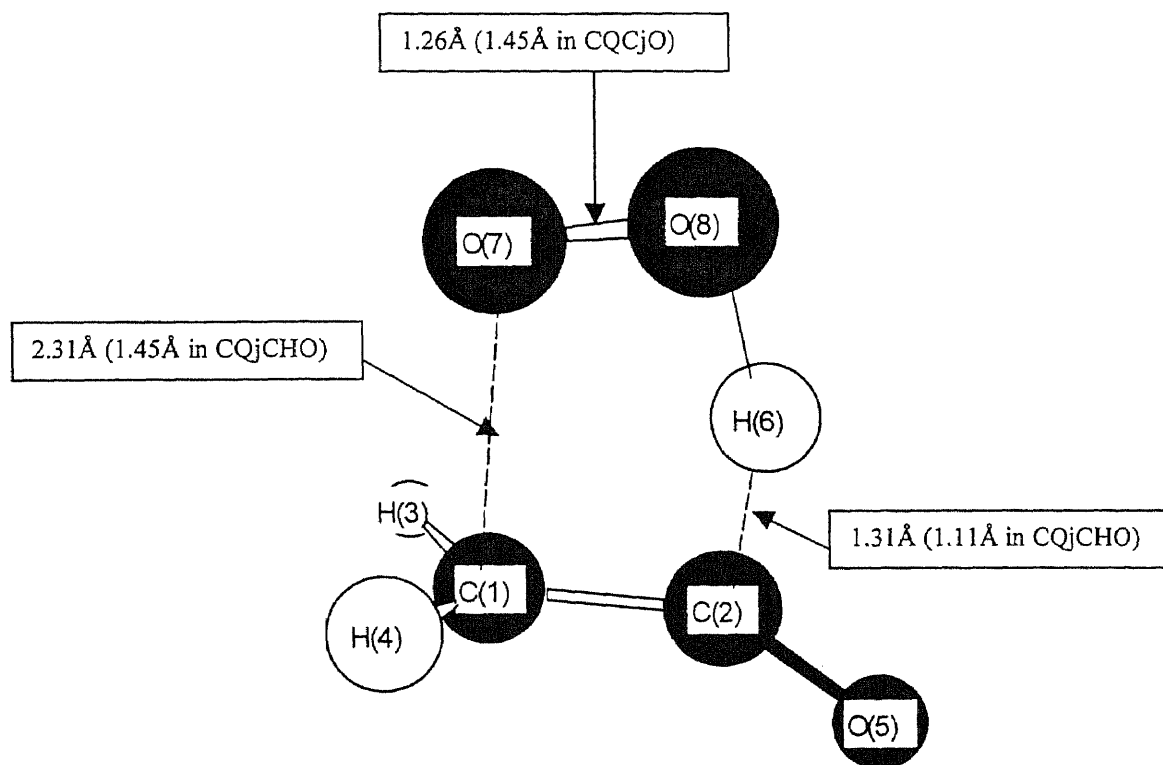 1.26Å (1.45Å in CQCjO)
O(7)
O(8)
2.31Å (1.45Å in CQjCHO)
H(6)
H(3)
1.31Å (1.11Å in CQjCHO)
C(1)
C(2)
H(4)
O(5)